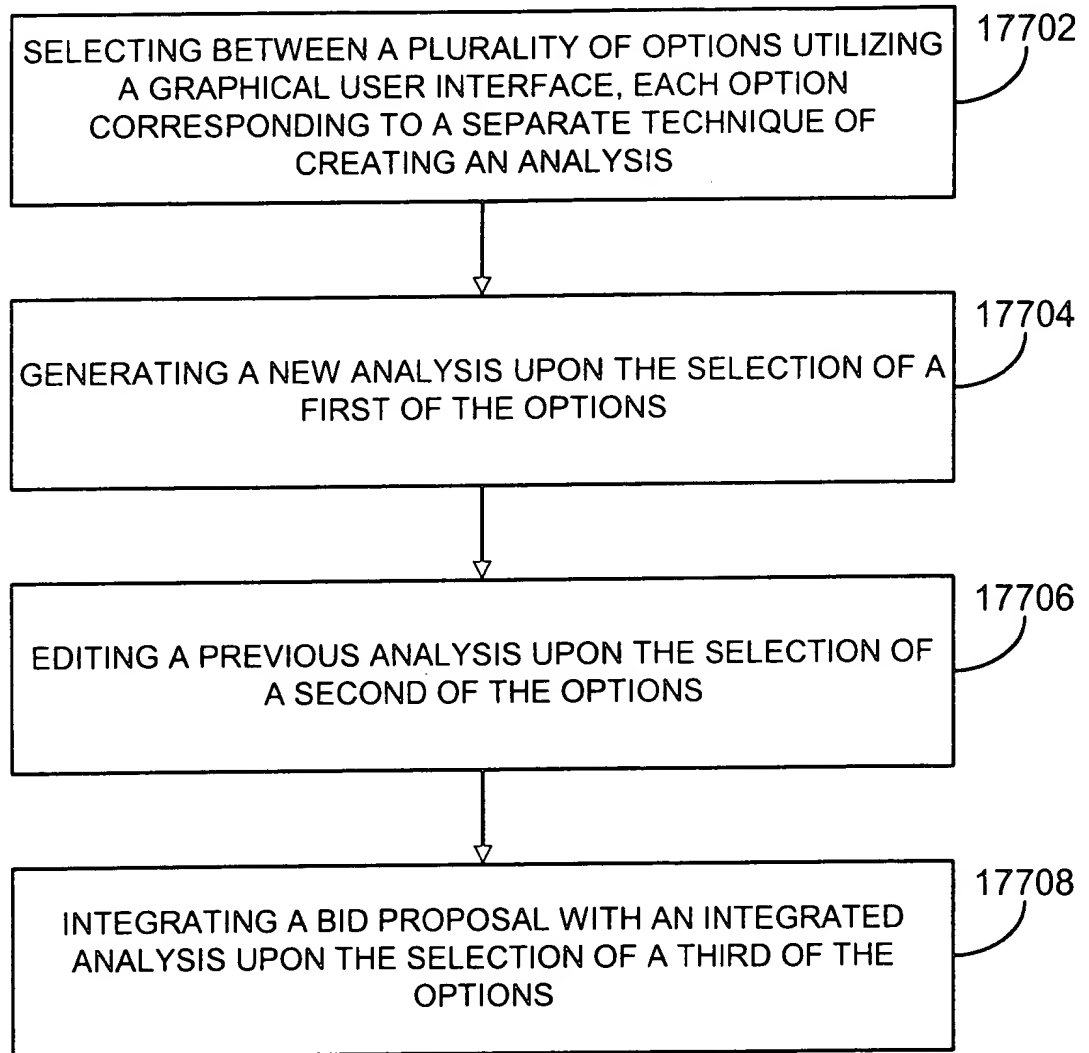 SELECTING BETWEEN A PLURALITY OF OPTIONS UTILIZING
A GRAPHICAL USER INTERFACE, EACH OPTION
CORRESPONDING TO A SEPARATE TECHNIQUE OF
CREATING AN ANALYSIS
17702
GENERATING A NEW ANALYSIS UPON THE SELECTION OF A
FIRST OF THE OPTIONS
17704
EDITING A PREVIOUS ANALYSIS UPON THE SELECTION OF
A SECOND OF THE OPTIONS
17706
INTEGRATING A BID PROPOSAL WITH AN INTEGRATED
ANALYSIS UPON THE SELECTION OF A THIRD OF THE
OPTIONS
17708